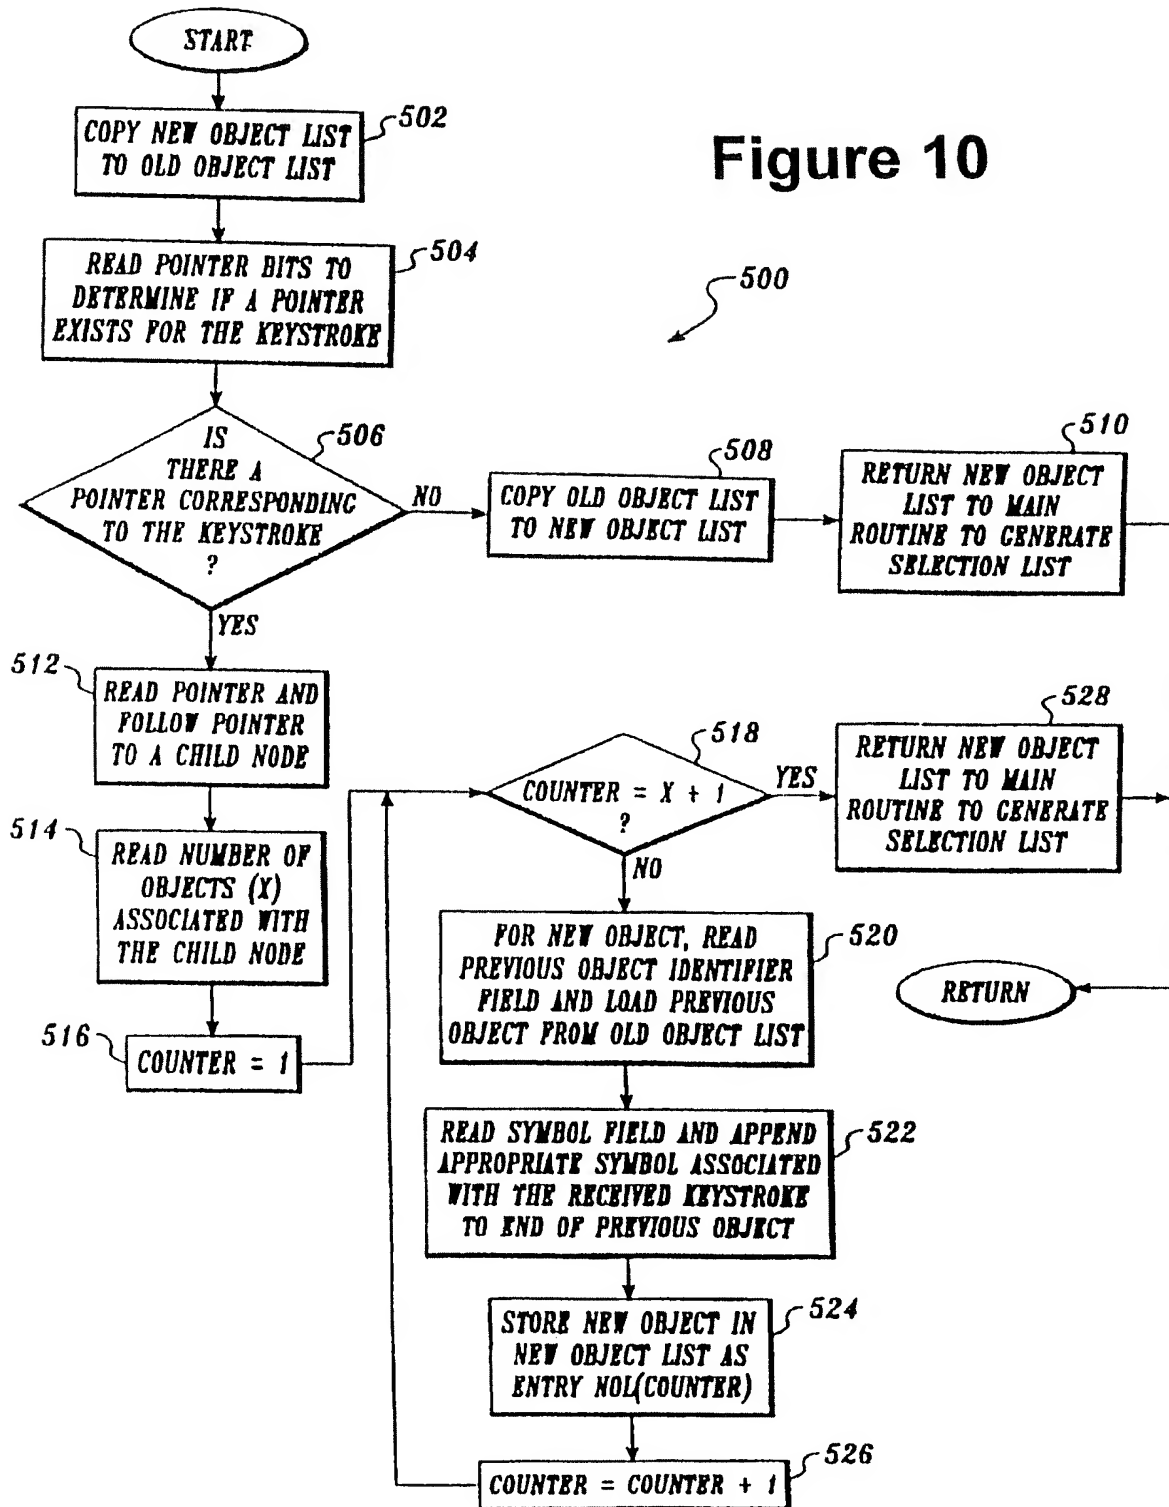 START
502
COPY NEW OBJECT LIST
TO OLD OBJECT LIST
Figure 10
504
READ POINTER BITS TO
DETERMINE IF A POINTER
EXISTS FOR THE KEYSTROKE
500
506
IS
THERE A
POINTER CORRESPONDING
TO THE KEYSTROKE
?
NO
508
COPY OLD OBJECT LIST
TO NEW OBJECT LIST
510
RETURN NEW OBJECT
LIST TO MAIN
ROUTINE TO GENERATE
SELECTION LIST
YES
512
READ POINTER AND
FOLLOW POINTER
TO A CHILD NODE
514
READ NUMBER OF
OBJECTS (X)
ASSOCIATED WITH
THE CHILD NODE
516
COUNTER = 1
518
COUNTER = X + 1
?
YES
528
RETURN NEW OBJECT
LIST TO MAIN
ROUTINE TO GENERATE
SELECTION LIST
NO
520
FOR NEW OBJECT, READ
PREVIOUS OBJECT IDENTIFIER
FIELD AND LOAD PREVIOUS
OBJECT FROM OLD OBJECT LIST
RETURN
522
READ SYMBOL FIELD AND APPEND
APPROPRIATE SYMBOL ASSOCIATED
WITH THE RECEIVED KEYSTROKE
TO END OF PREVIOUS OBJECT
524
STORE NEW OBJECT IN
NEW OBJECT LIST AS
ENTRY NOL(COUNTER)
526
COUNTER = COUNTER + 1